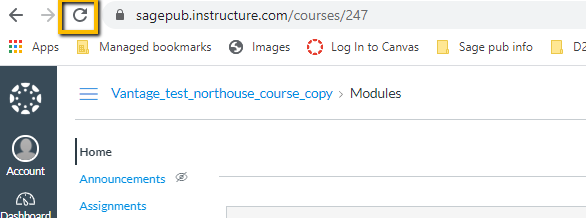 sagepub.instructure.com/courses/247
Apps Managed bookmarks Images Log In to Canvas Sage pub info D2
Vantage_test_northouse_course_copy > Modules
Home
Account
Announcements
Assignments
Dashboard